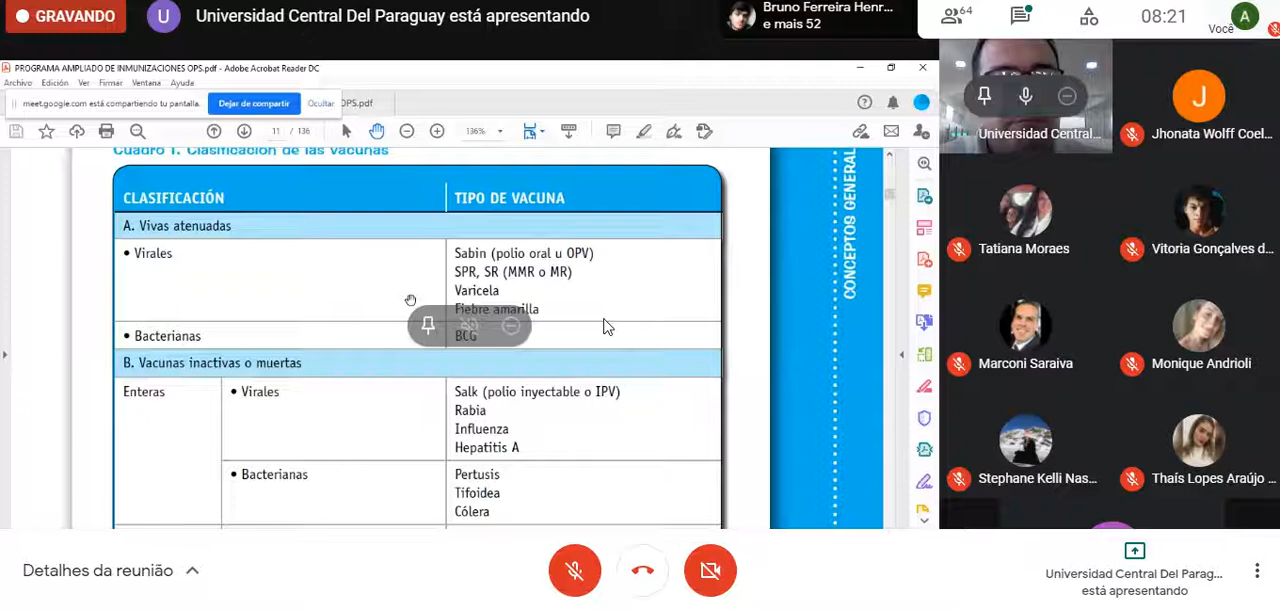 GRAVANDO
U
Universidad Central Del Paraguay está apresentando
Bruno Ferreira Henr...
e mais 52
64
08:21
Você
A
PROGRAMA AMPLIADO DE INMUNIZACIONES OPS.pdf - Adobe Acrobat Reader DC
Archivo Edición Ver Firmar Ventana Ayuda
meet.google.com está compartiendo tu pantalla.
Dejar de compartir
Ocultar
OPS.pdf
11 / 136
136%
Cuadro 1. Clasificación de las vacunas
CLASIFICACIÓN
TIPO DE VACUNA
A. Vivas atenuadas
• Virales
Sabin (polio oral u OPV)
SPR, SR (MMR o MR)
Varicela
Fiebre amarilla
• Bacterianas
BCG
B. Vacunas inactivas o muertas
Enteras
• Virales
Salk (polio inyectable o IPV)
Rabia
Influenza
Hepatitis A
• Bacterianas
Pertusis
Tifoidea
Cólera
CONCEPTOS GENERAL
Universidad Central...
J
Jhonata Wolff Coel...
Tatiana Moraes
Vitoria Gonçalves d...
Marconi Saraiva
Monique Andrioli
Stephane Kelli Nas...
Thaís Lopes Araújo ...
Detalhes da reunião
Universidad Central Del Parag...
está apresentando